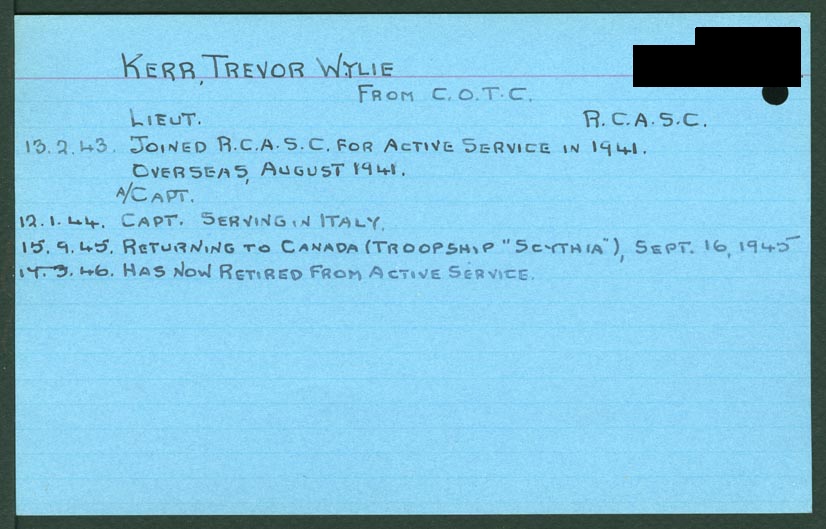 KERR, TREVOR WYLIE
FROM C.O.T.C.
LIEUT. R.C.A.S.C.
13.2.43. JOINED R.C.A.S.C. FOR ACTIVE SERVICE IN 1941.
OVERSEAS, AUGUST 1941.
A/CAPT.
12.1.44. CAPT. SERVING IN ITALY.
15.9.45. RETURNING TO CANADA (TROOPSHIP "SCYTHIA"), SEPT. 16, 1945
14.3.46. HAS NOW RETIRED FROM ACTIVE SERVICE.